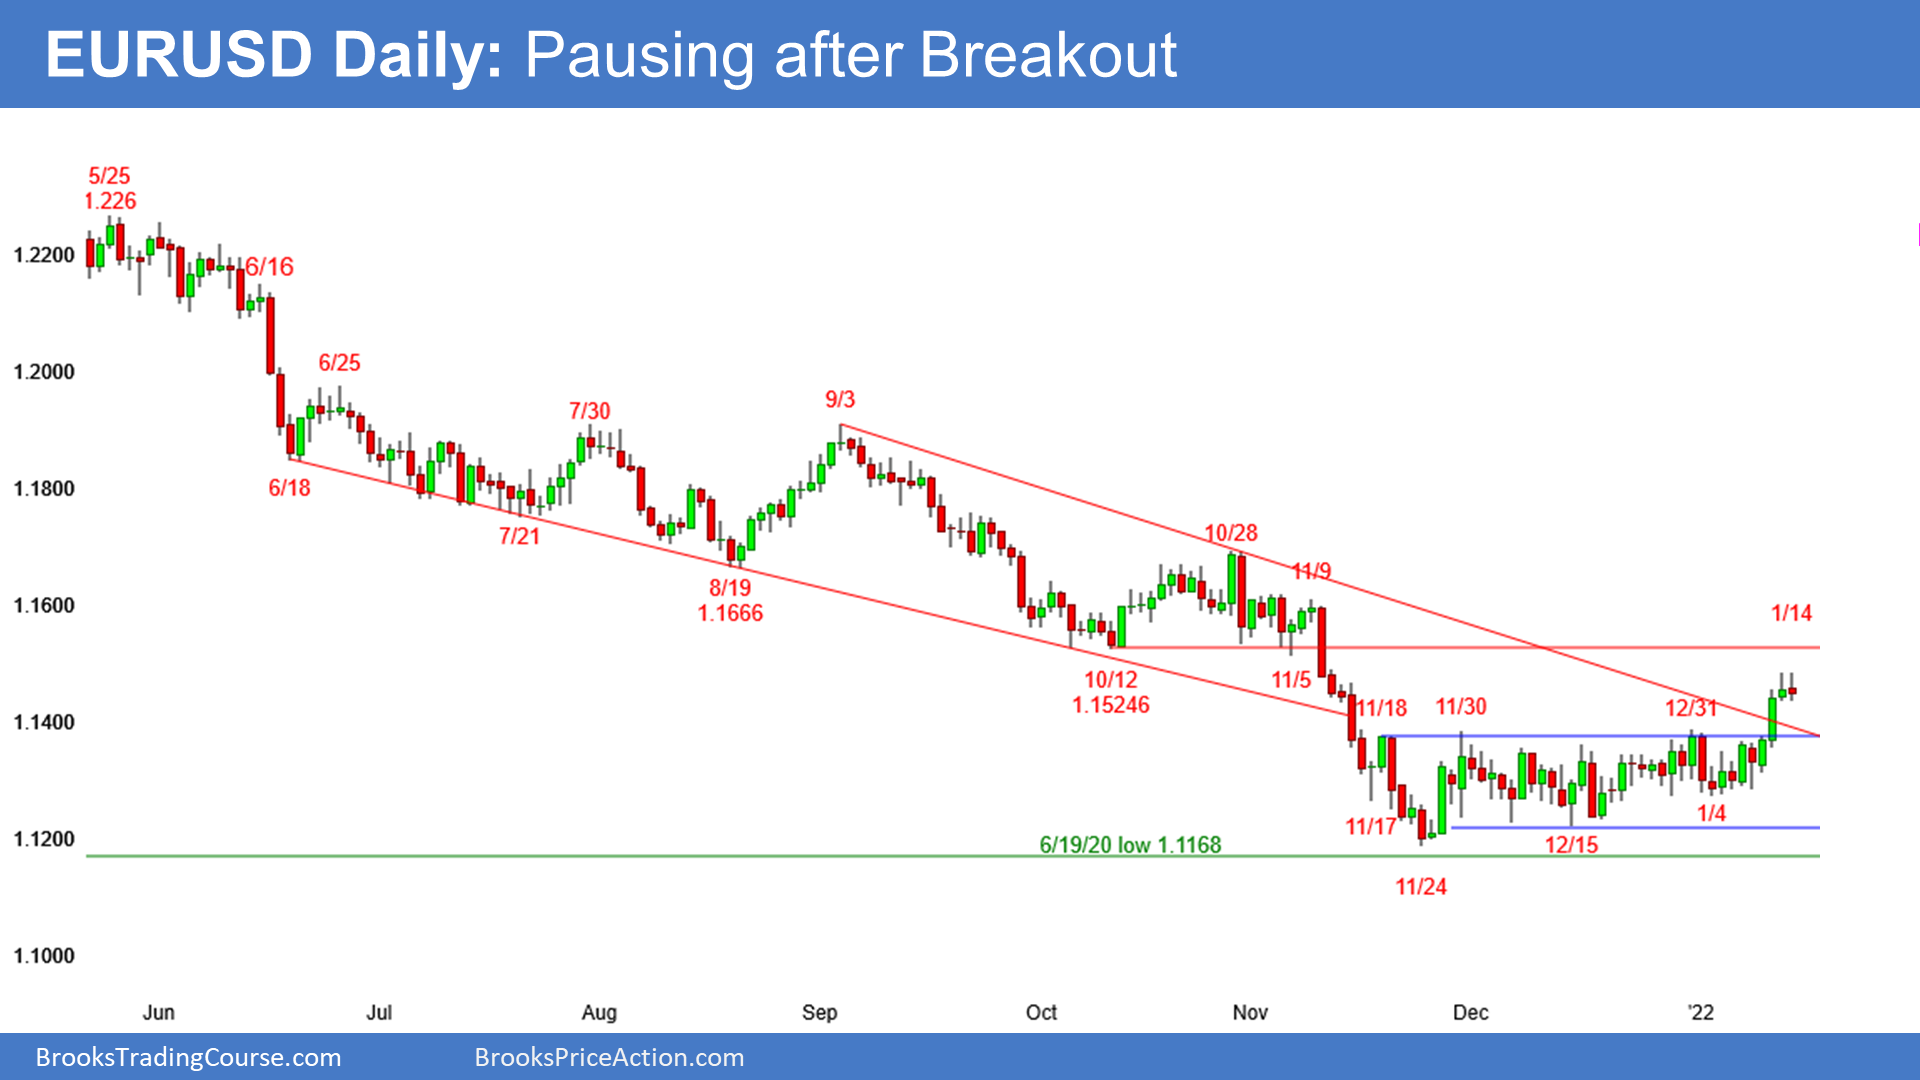 EURUSD Daily: Pausing after Breakout
5/25
1.226
1.2200
6/16
1.2000
6/25
7/30
9/3
1.1800
6/18
7/21
10/28
11/9
8/19
1.1666
1.1600
1/14
10/12
1.15246
11/5
1.1400
11/18
11/30
12/31
11/17
1/4
1.1200
6/19/20 low 1.1168
12/15
11/24
1.1000
Jun
Jul
Aug
Sep
Oct
Nov
Dec
'22
BrooksTradingCourse.com
BrooksPriceAction.com